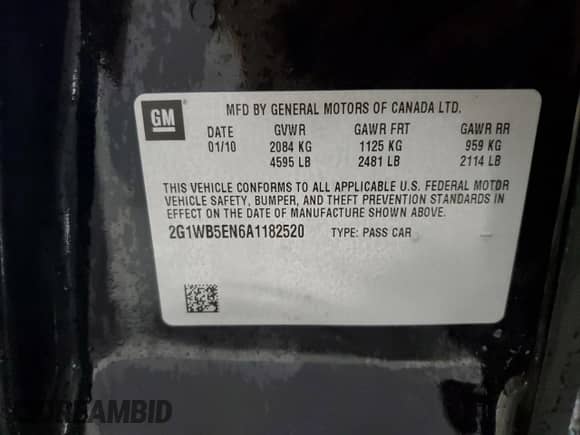 GM
MFD BY GENERAL MOTORS OF CANADA LTD.
DATE GVWR GAWR FRT GAWR RR
01/10 2084 KG 1125 KG 959 KG
4595 LB 2481 LB 2114 LB
THIS VEHICLE CONFORMS TO ALL APPLICABLE U.S. FEDERAL MOTOR
VEHICLE SAFETY, BUMPER, AND THEFT PREVENTION STANDARDS IN
EFFECT ON THE DATE OF MANUFACTURE SHOWN ABOVE.
2G1WB5EN6A1182520 TYPE: PASS CAR
DREAMBID